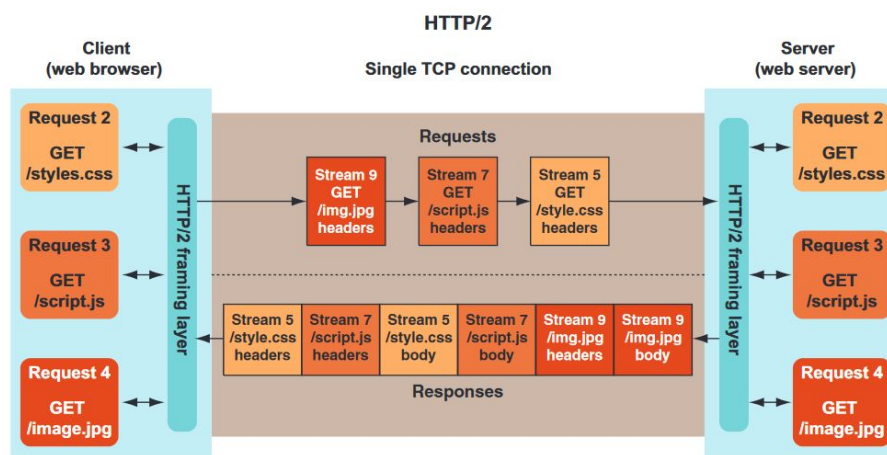 HTTP/2
Client
(web browser)
Single TCP connection
Server
(web server)
Request 2
GET
/styles.css
Request 3
GET
/script.js
Request 4
GET
/image.jpg
HTTP/2 framing layer
Requests
Stream 9
GET
/img.jpg
headers
Stream 7
GET
/script.js
headers
Stream 5
GET
/style.css
headers
Stream 5
/style.css
headers
Stream 7
/script.js
headers
Stream 5
/style.css
body
Stream 7
/script.js
body
Stream 9
/img.jpg
headers
Stream 9
/img.jpg
body
Responses
HTTP/2 framing layer
Request 2
GET
/styles.css
Request 3
GET
/script.js
Request 4
GET
/image.jpg